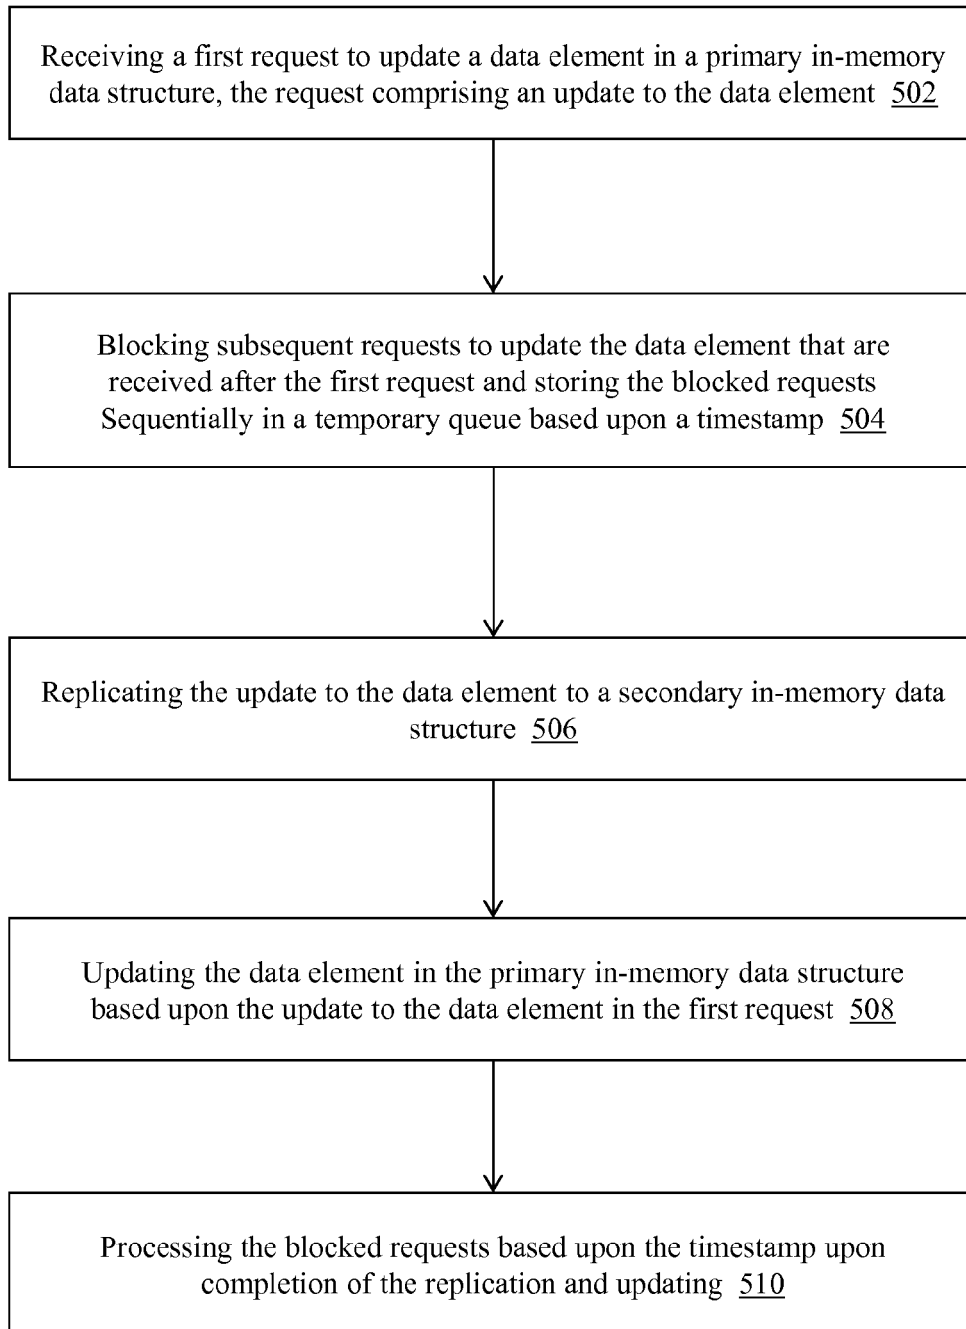 Receiving a first request to update a data element in a primary in-memory
data structure, the request comprising an update to the data element 502
Blocking subsequent requests to update the data element that are
received after the first request and storing the blocked requests
Sequentially in a temporary queue based upon a timestamp 504
Replicating the update to the data element to a secondary in-memory data
structure 506
Updating the data element in the primary in-memory data structure
based upon the update to the data element in the first request 508
Processing the blocked requests based upon the timestamp upon
completion of the replication and updating 510